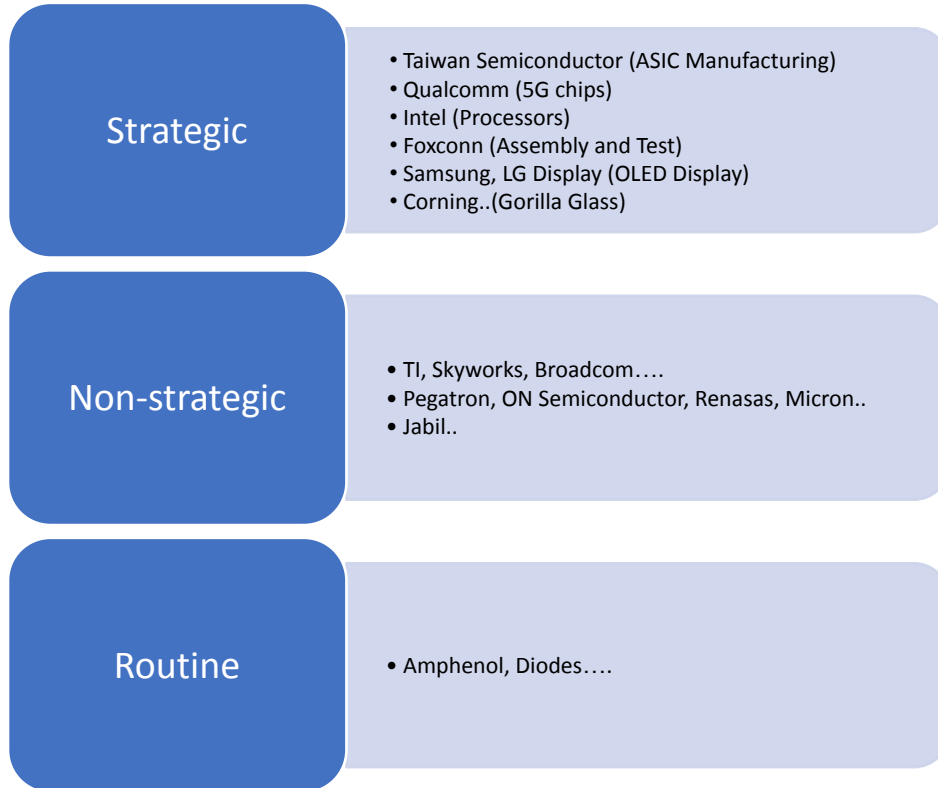 Strategic
• Taiwan Semiconductor (ASIC Manufacturing)
• Qualcomm (5G chips)
• Intel (Processors)
• Foxconn (Assembly and Test)
• Samsung, LG Display (OLED Display)
• Corning..(Gorilla Glass)
Non-strategic
• TI, Skyworks, Broadcom….
• Pegatron, ON Semiconductor, Renasas, Micron..
• Jabil..
Routine
• Amphenol, Diodes….